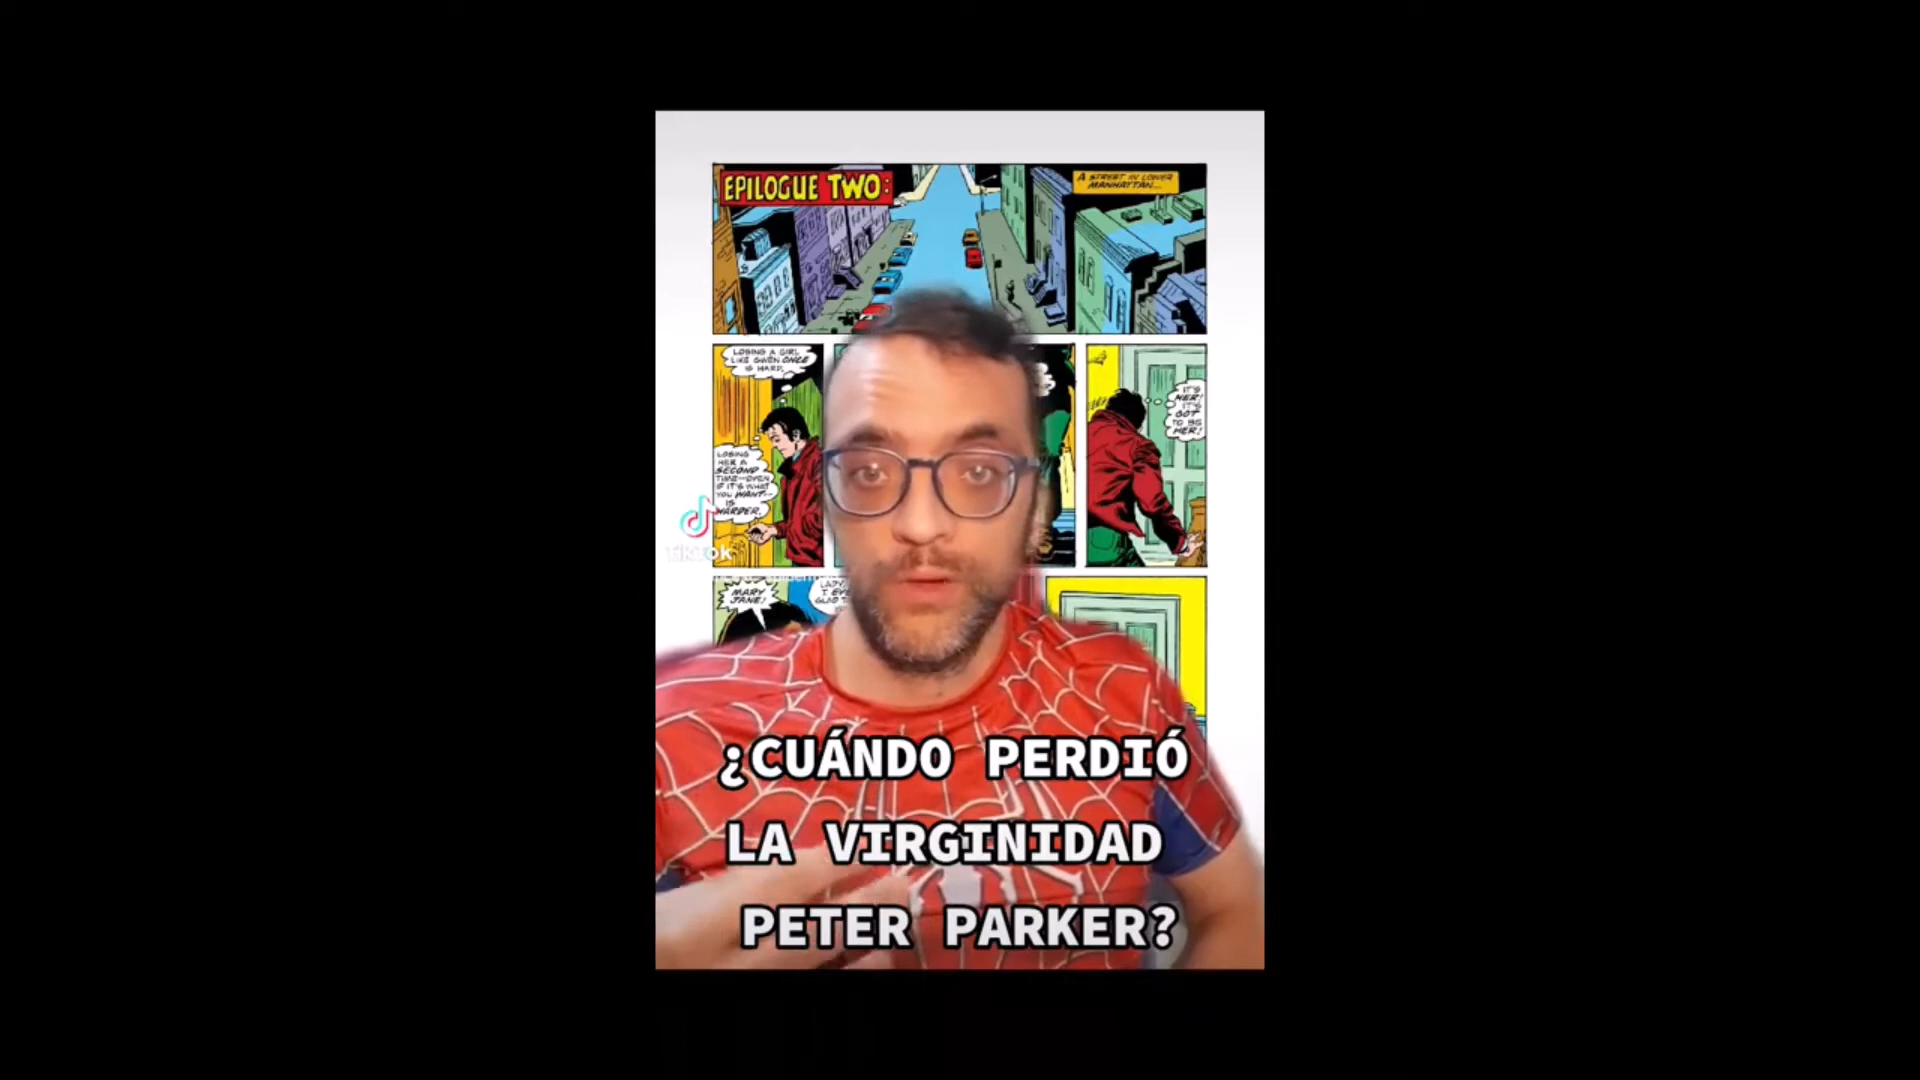 EPILOGUE TWO:
A STREET IN LOWER
MANHATTAN...
LOSING A GIRL
LIKE GWEN ONCE
IS HARD.
LOSING
HER A
SECOND
TIME--EVEN
IF IT'S WHAT
YOU WANT--
IS
HARDER.
IT'S
HER!
IT'S
GOT
TO BE
HER!
TikTok
MARY
JANE!
¿CUÁNDO PERDIÓ
LA VIRGINIDAD
PETER PARKER?